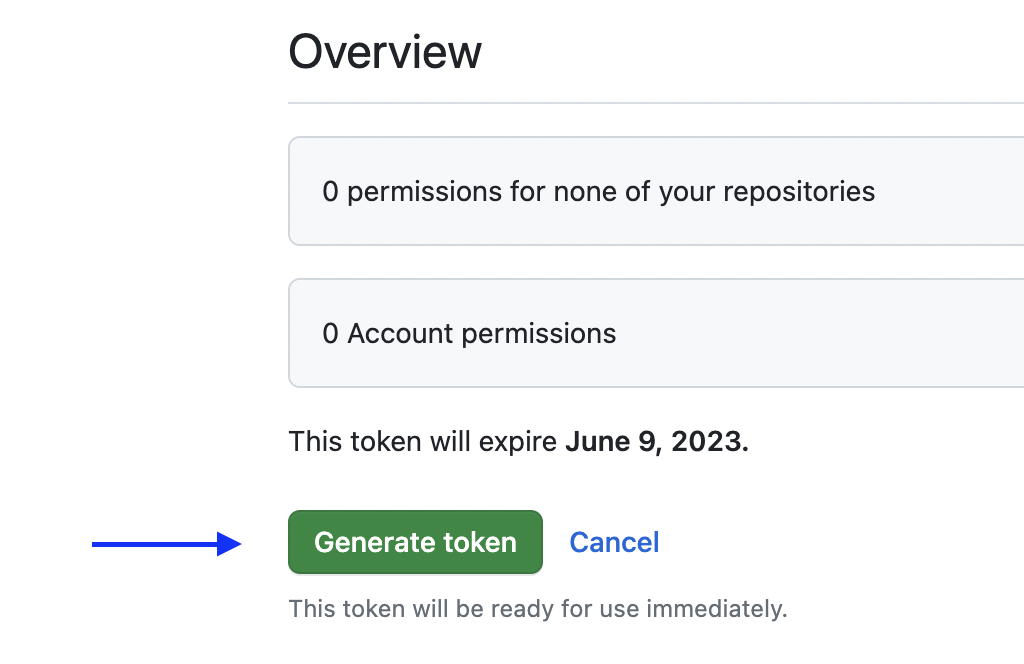 Overview
0 permissions for none of your repositories
0 Account permissions
This token will expire June 9, 2023.
Generate token Cancel
This token will be ready for use immediately.